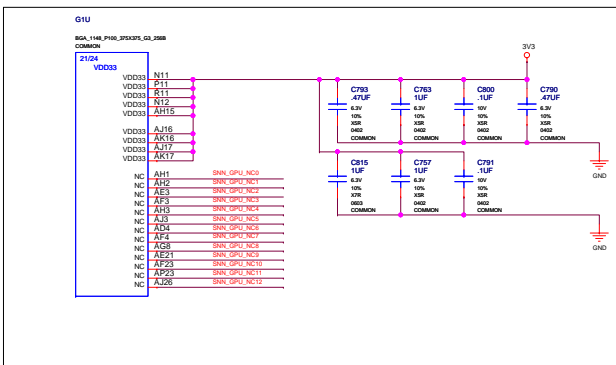 G1U
BGA_1148_P100_375X375_G3_256B
COMMON
21/24
VDD33
VDD33 N11
VDD33 P11
VDD33 R11
VDD33 N12
VDD33 AH15
VDD33 AJ16
VDD33 AK16
VDD33 AJ17
VDD33 AK17
NC AH1 SNN_GPU_NC0
NC AH2 SNN_GPU_NC1
NC AE3 SNN_GPU_NC2
NC AF3 SNN_GPU_NC3
NC AH3 SNN_GPU_NC4
NC AJ3 SNN_GPU_NC5
NC AD4 SNN_GPU_NC6
NC AF4 SNN_GPU_NC7
NC AG8 SNN_GPU_NC8
NC AE21 SNN_GPU_NC9
NC AF23 SNN_GPU_NC10
NC AP23 SNN_GPU_NC11
NC AJ26 SNN_GPU_NC12
3V3
C793
.47UF
6.3V
10%
X5R
0402
COMMON
C763
1UF
6.3V
10%
X5R
0402
COMMON
C800
.1UF
10V
10%
X5R
0402
COMMON
C790
.47UF
6.3V
10%
X5R
0402
COMMON
GND
C815
1UF
6.3V
10%
X7R
0603
COMMON
C757
1UF
6.3V
10%
X5R
0402
COMMON
C791
.1UF
10V
10%
X5R
0402
COMMON
GND